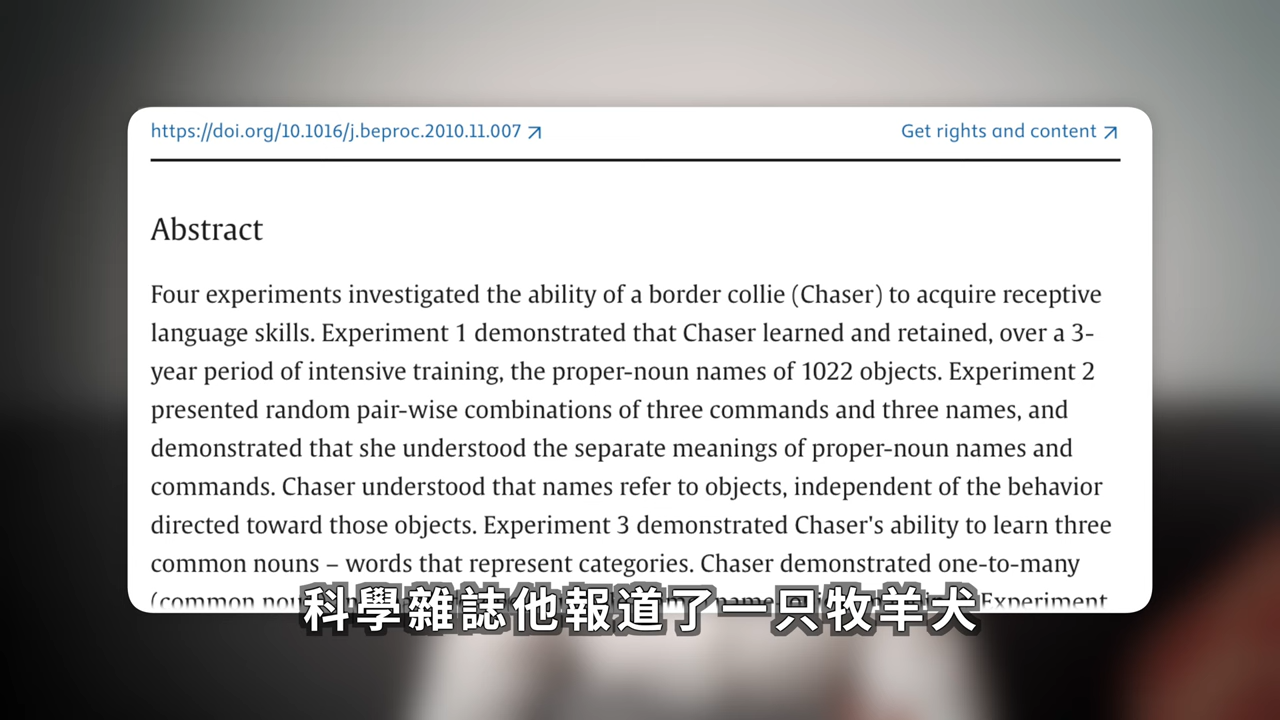 https://doi.org/10.1016/j.beproc.2010.11.007
Get rights and content
Abstract
Four experiments investigated the ability of a border collie (Chaser) to acquire receptive
language skills. Experiment 1 demonstrated that Chaser learned and retained, over a 3-
year period of intensive training, the proper-noun names of 1022 objects. Experiment 2
presented random pair-wise combinations of three commands and three names, and
demonstrated that she understood the separate meanings of proper-noun names and
commands. Chaser understood that names refer to objects, independent of the behavior
directed toward those objects. Experiment 3 demonstrated Chaser's ability to learn three
common nouns – words that represent categories. Chaser demonstrated one-to-many
(common Experiment
科學雜誌他報道了一只牧羊犬